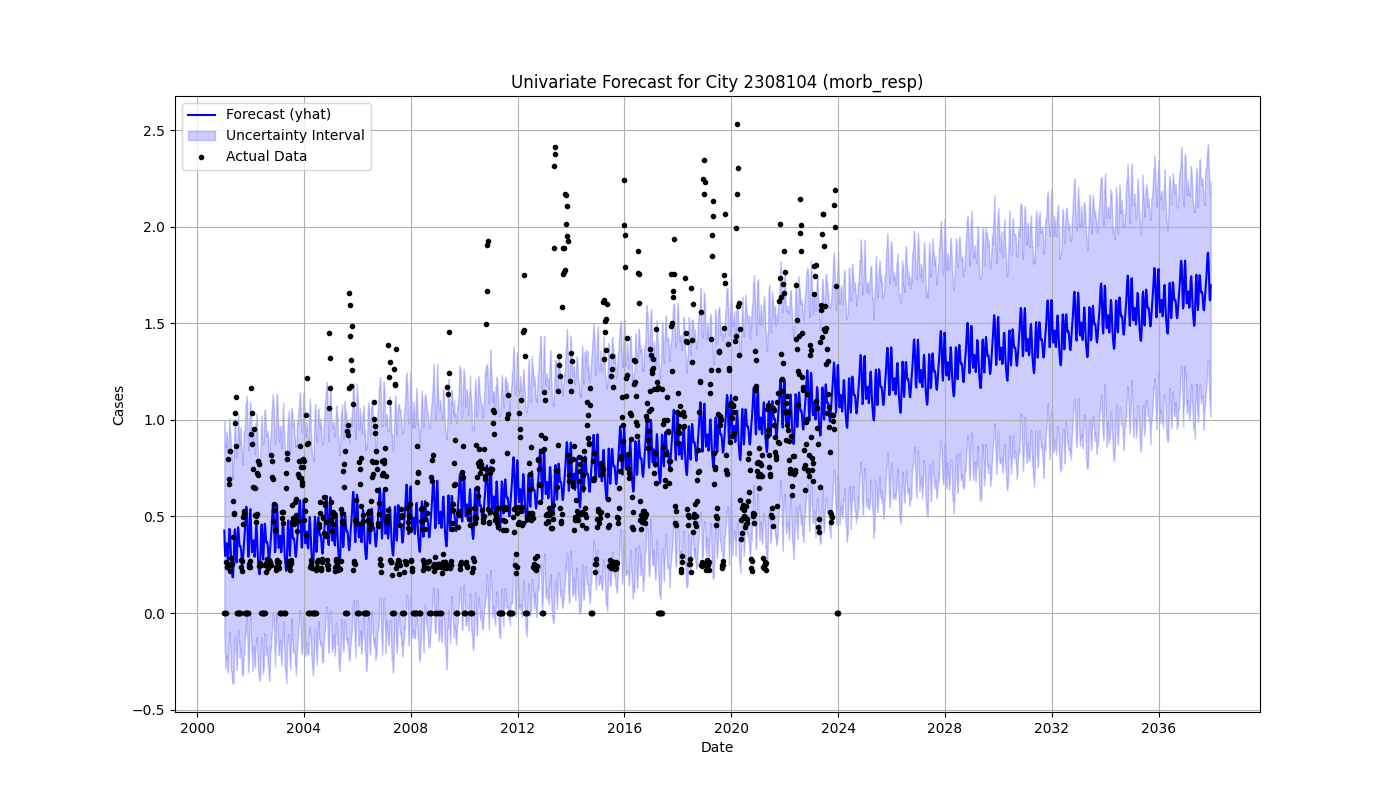 Univariate Forecast for City 2308104 (morb_resp)
Forecast (yhat)
Uncertainty Interval
Actual Data
Cases
2.5
2.0
1.5
1.0
0.5
0.0
−0.5
2000 2004 2008 2012 2016 2020 2024 2028 2032 2036
Date